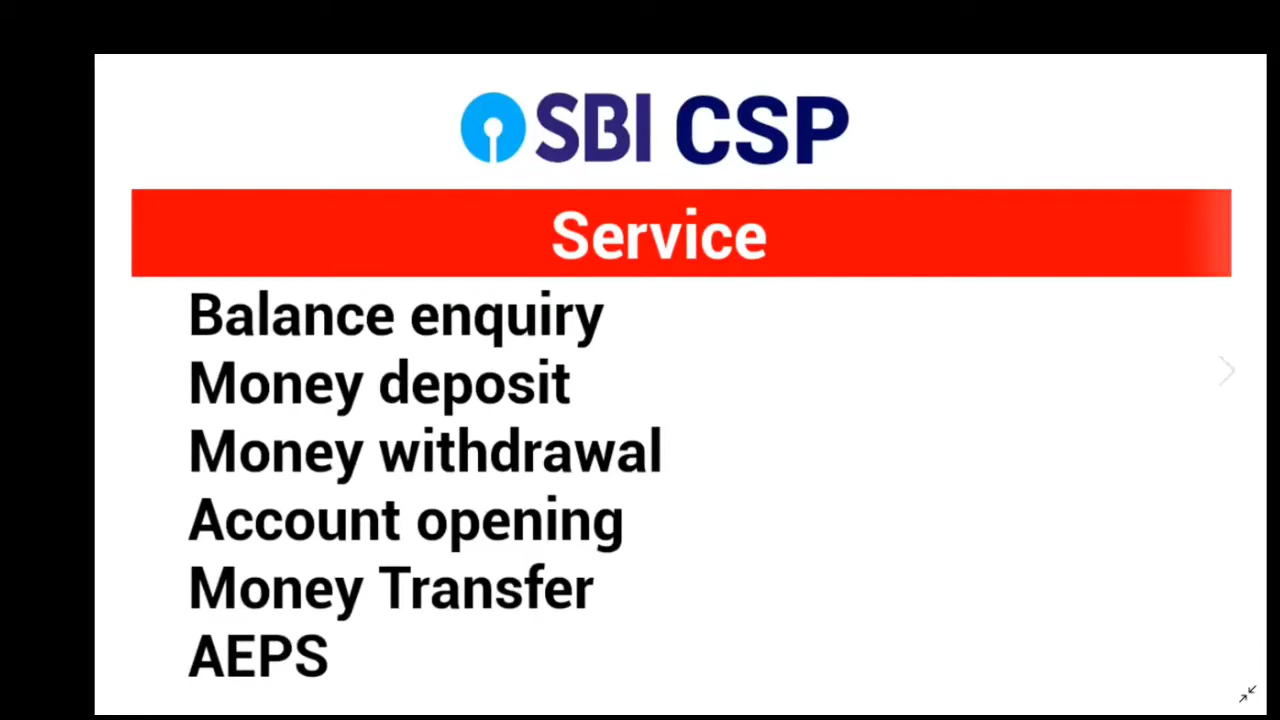 SBI CSP
Service
Balance enquiry
Money deposit
Money withdrawal
Account opening
Money Transfer
AEPS